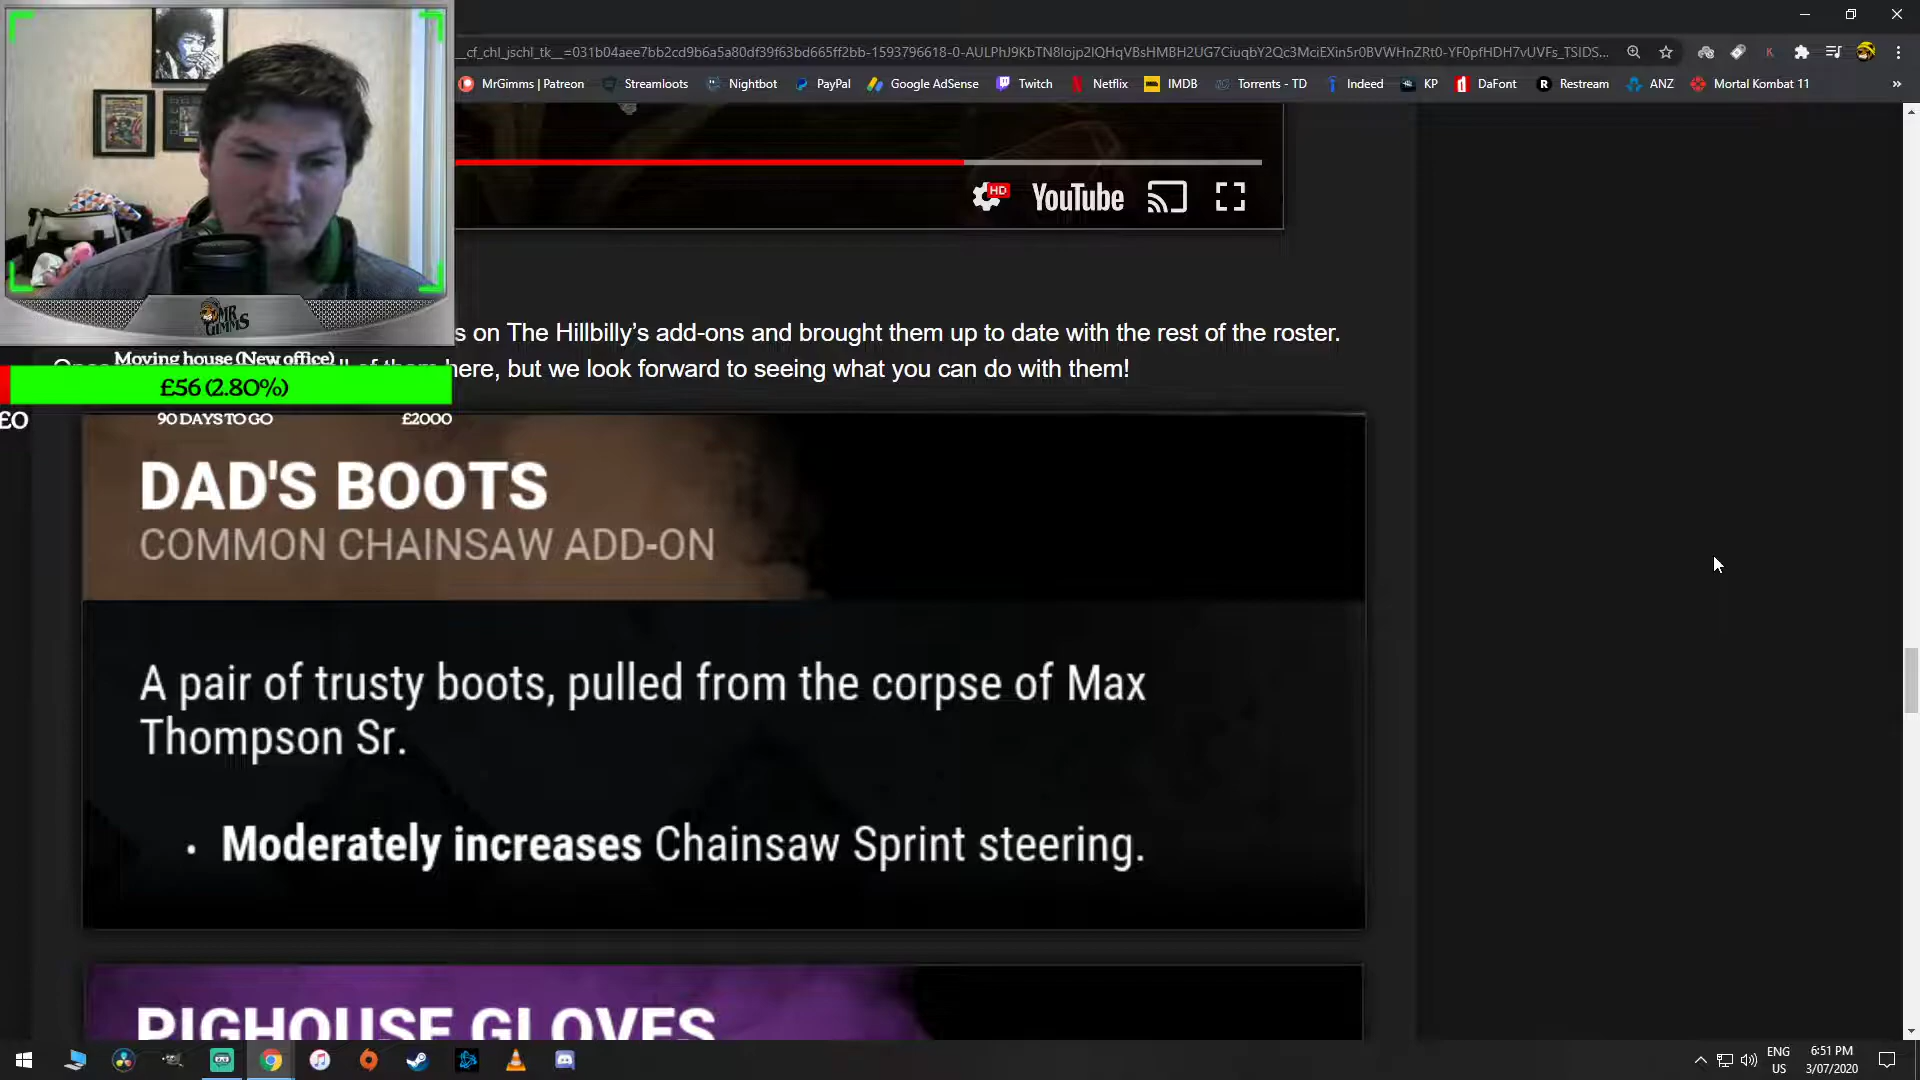 MrGimms | Patreon
Streamloots
Nightbot
PayPal
Google AdSense
Twitch
Netflix
IMDB
Torrents - TD
Indeed
KP
DaFont
Restream
ANZ
Mortal Kombat 11
»
HD
YouTube
MR GIMMS
s on The Hillbilly’s add-ons and brought them up to date with the rest of the roster.
here, but we look forward to seeing what you can do with them!
Moving house (New office)
£56 (2.80%)
£0
90 DAYS TO GO
£2000
DAD'S BOOTS
COMMON CHAINSAW ADD-ON
A pair of trusty boots, pulled from the corpse of Max
Thompson Sr.
• Moderately increases Chainsaw Sprint steering.
PIGHOUSE GLOVES
ENG
US
6:51 PM
3/07/2020